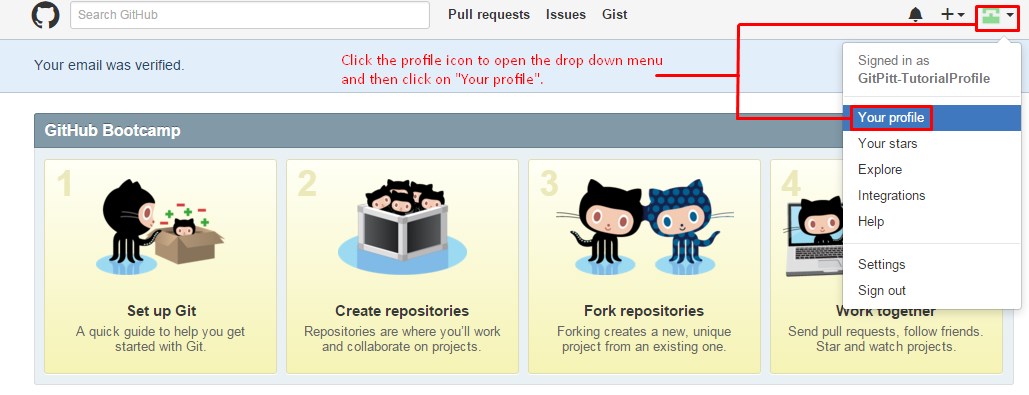 Search GitHub
Pull requests Issues Gist
Your email was verified.
Click the profile icon to open the drop down menu
and then click on "Your profile".
Signed in as
GitPitt-TutorialProfile
Your profile
Your stars
Explore
Integrations
Help
Settings
Sign out
GitHub Bootcamp
1
Set up Git
A quick guide to help you get
started with Git.
2
Create repositories
Repositories are where you'll work
and collaborate on projects.
3
Fork repositories
Forking creates a new, unique
project from an existing one.
4
Work together
Send pull requests, follow friends.
Star and watch projects.